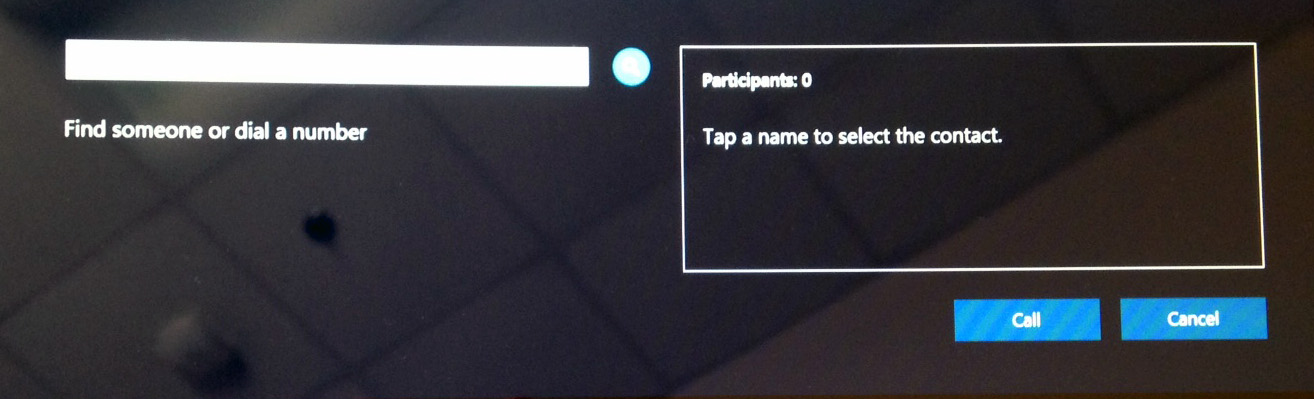 Find someone or dial a number
Participants: 0
Tap a name to select the contact.
Call
Cancel